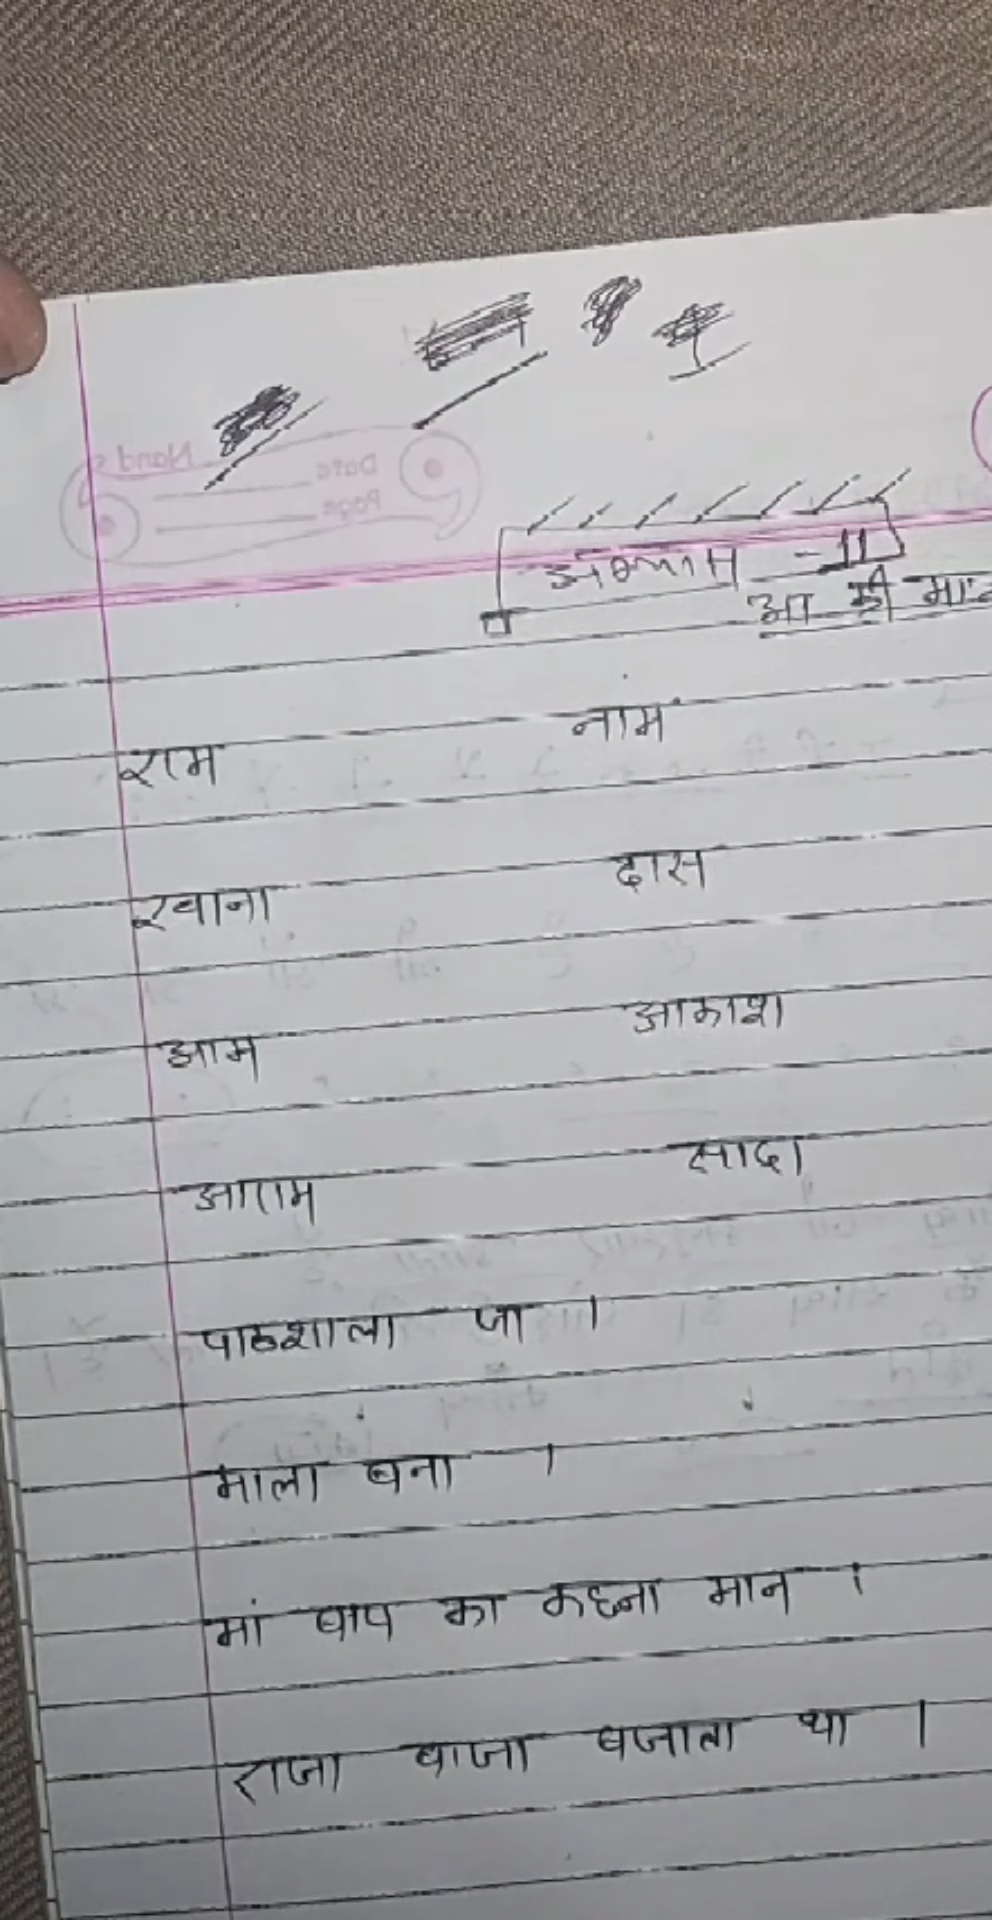 अभ्यास - 11
आ की
राम नाम
खाना दास
आम आकाश
आराम सादा
पाठशाला जा ।
माला बना ।
मां बाप का कहना मान ।
राजा बाजा बजाता था ।